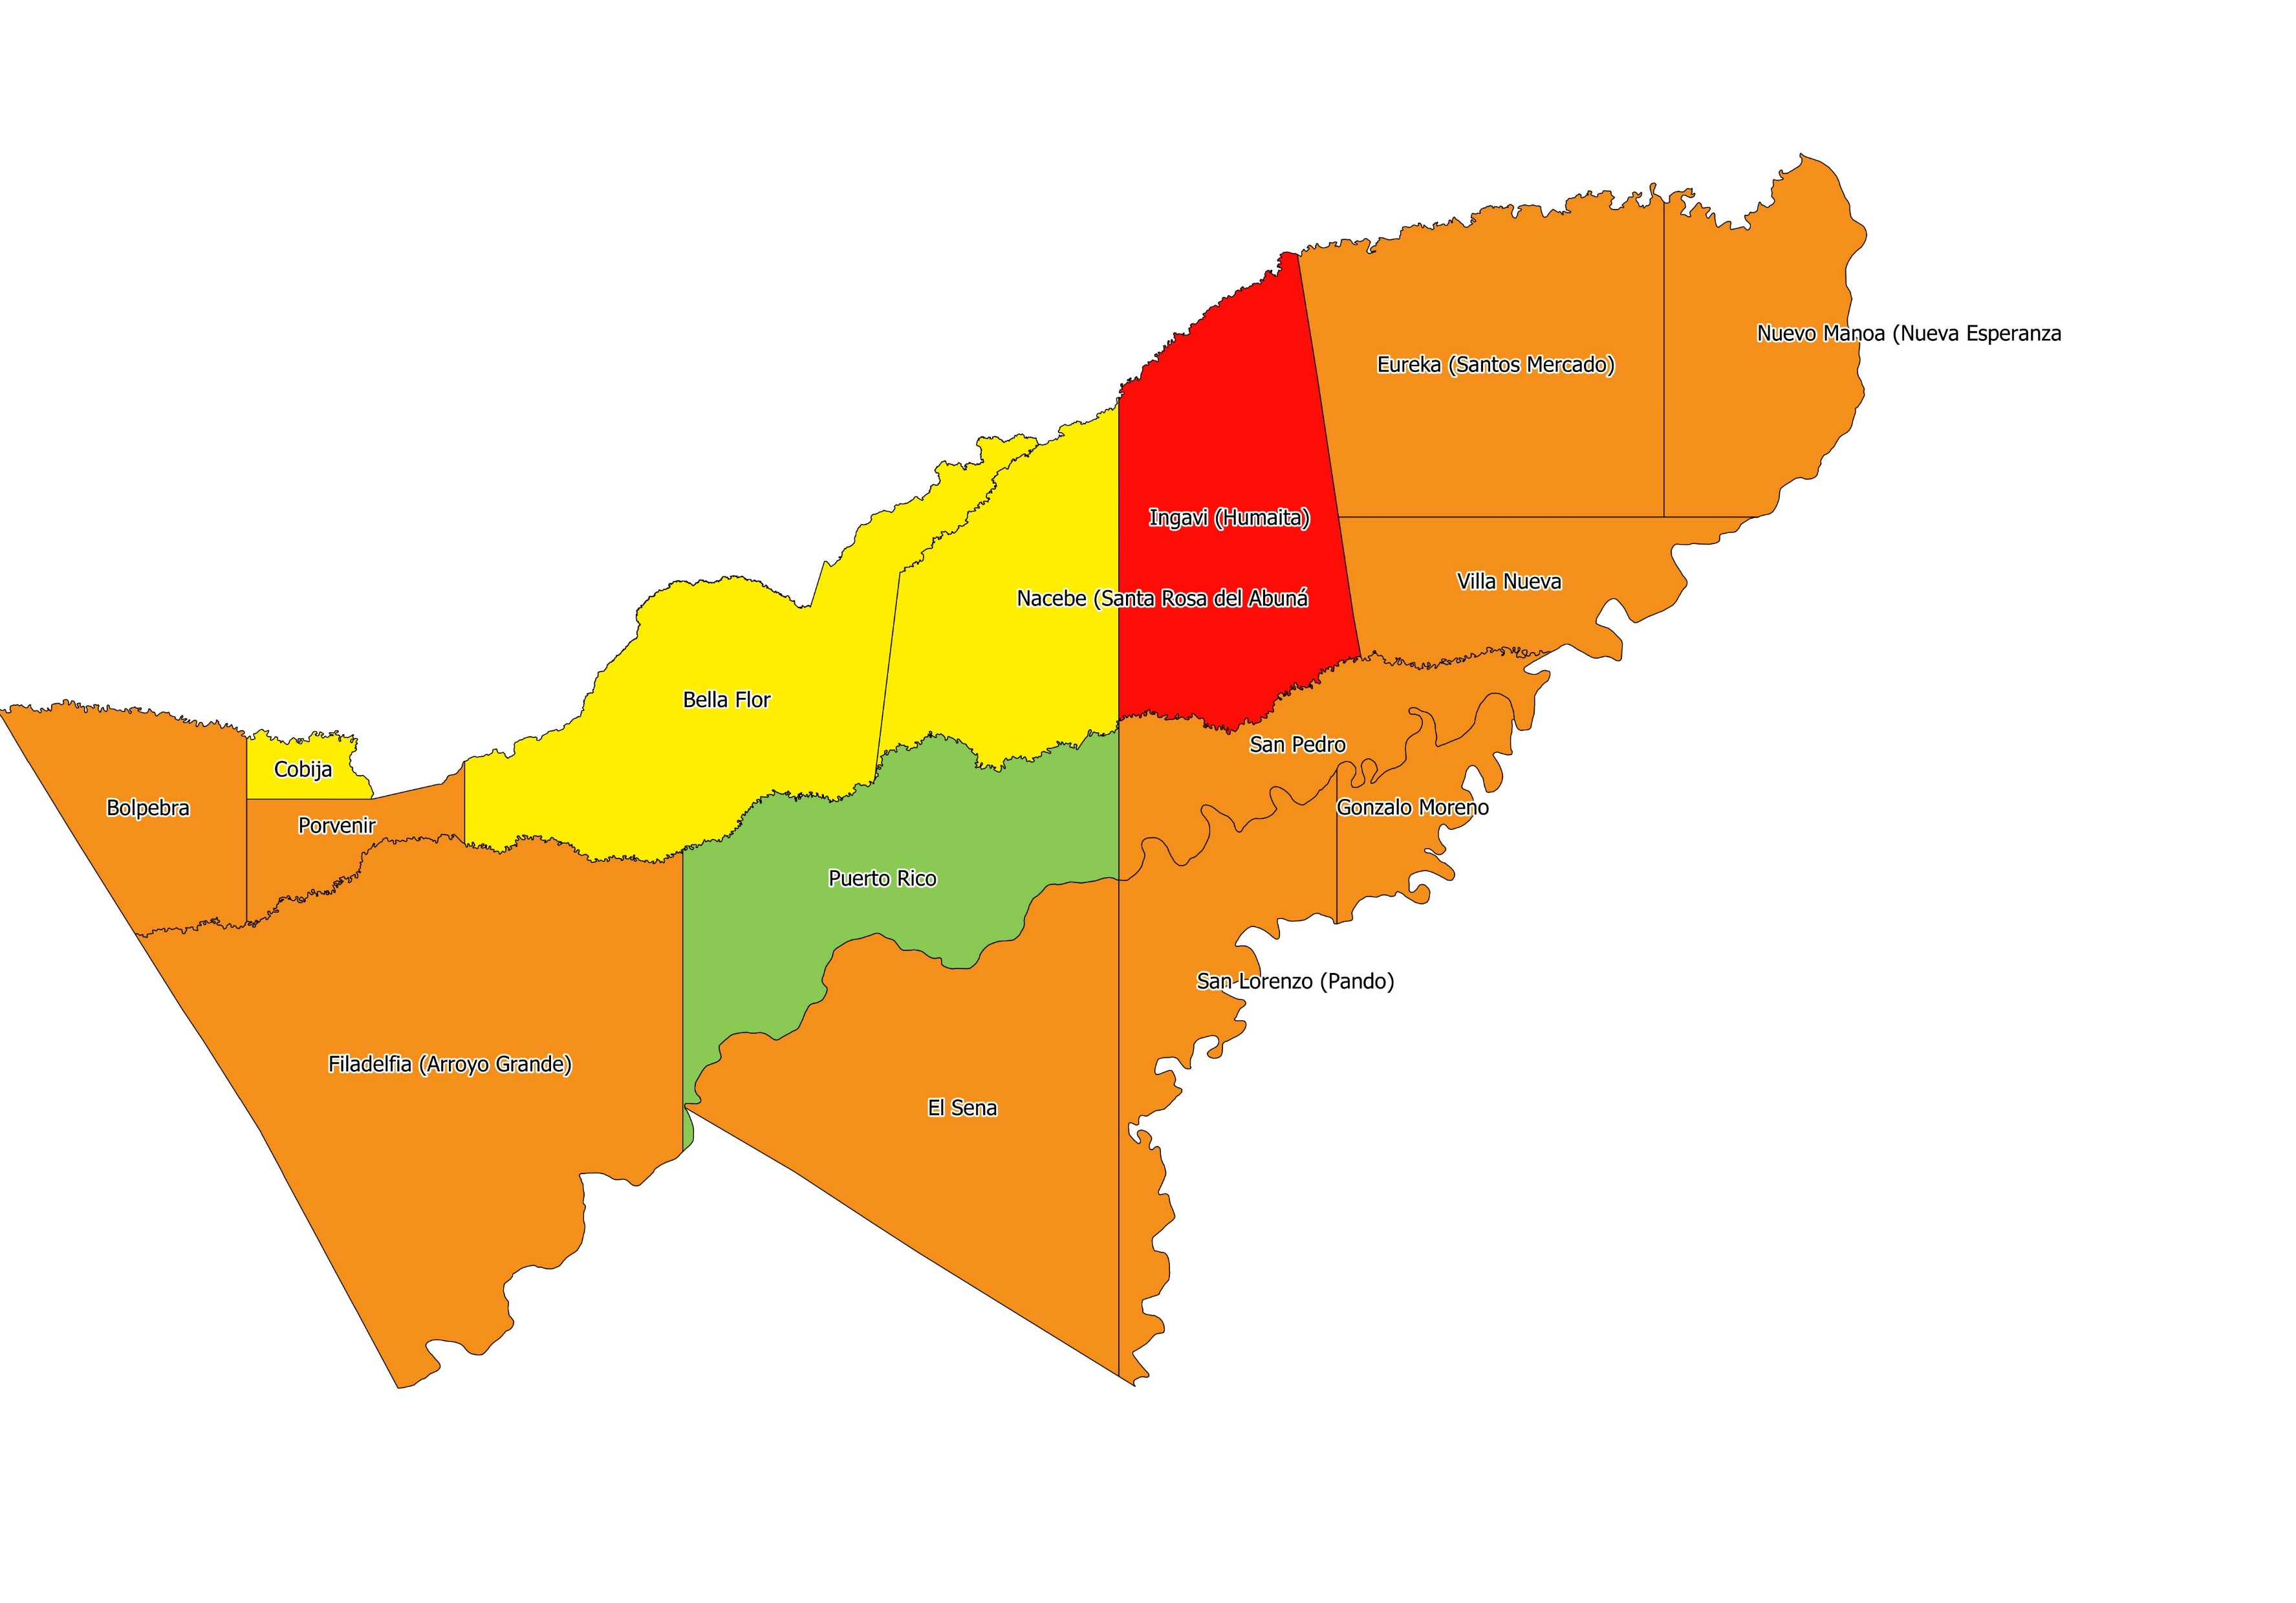 Nuevo Manoa (Nueva Esperanza
Eureka (Santos Mercado)
Ingavi (Humaita)
Villa Nueva
Nacebe (Santa Rosa del Abuná
Bella Flor
San Pedro
Cobija
Bolpebra
Gonzalo Moreno
Porvenir
Puerto Rico
San Lorenzo (Pando)
Filadelfia (Arroyo Grande)
El Sena